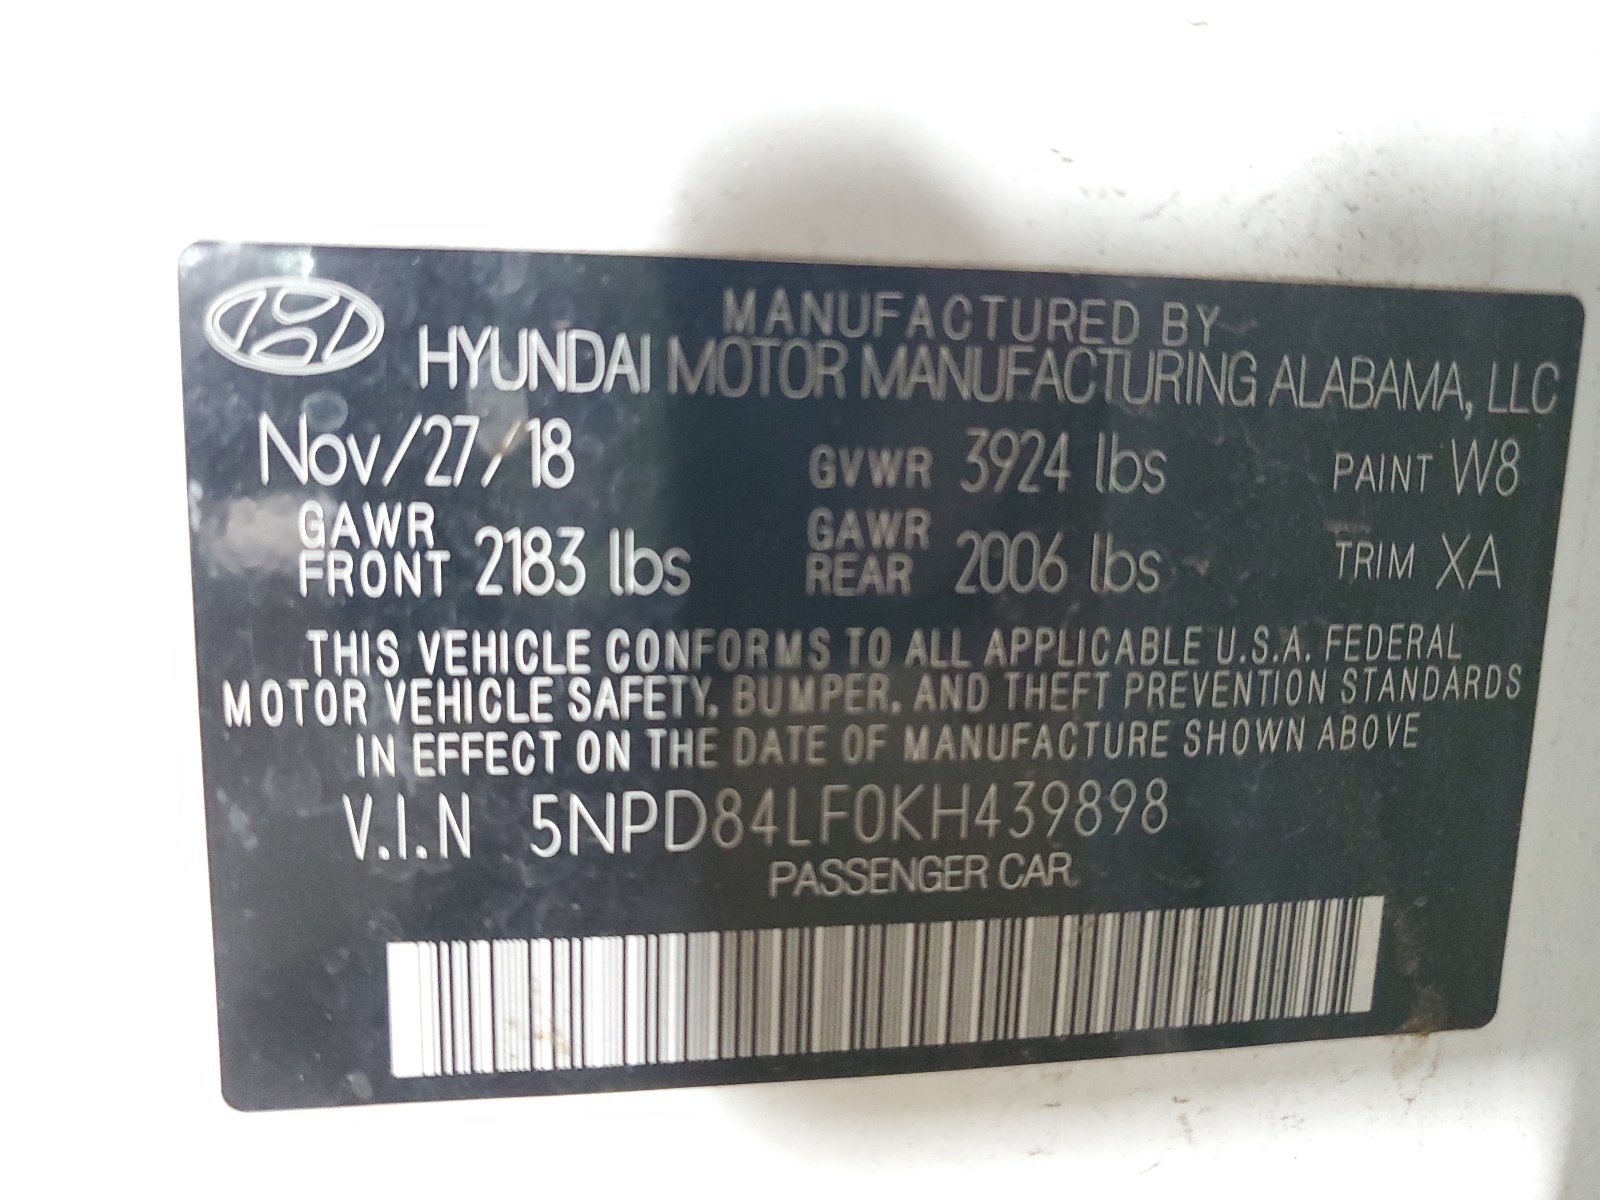 MANUFACTURED BY
HYUNDAI MOTOR MANUFACTURING ALABAMA, LLC
Nov/27/18 GVWR 3924 lbs PAINT W8
GAWR FRONT 2183 lbs GAWR REAR 2006 lbs TRIM XA
THIS VEHICLE CONFORMS TO ALL APPLICABLE U.S.A. FEDERAL
MOTOR VEHICLE SAFETY, BUMPER, AND THEFT PREVENTION STANDARDS
IN EFFECT ON THE DATE OF MANUFACTURE SHOWN ABOVE
V.I.N 5NPD84LF0KH439898
PASSENGER CAR